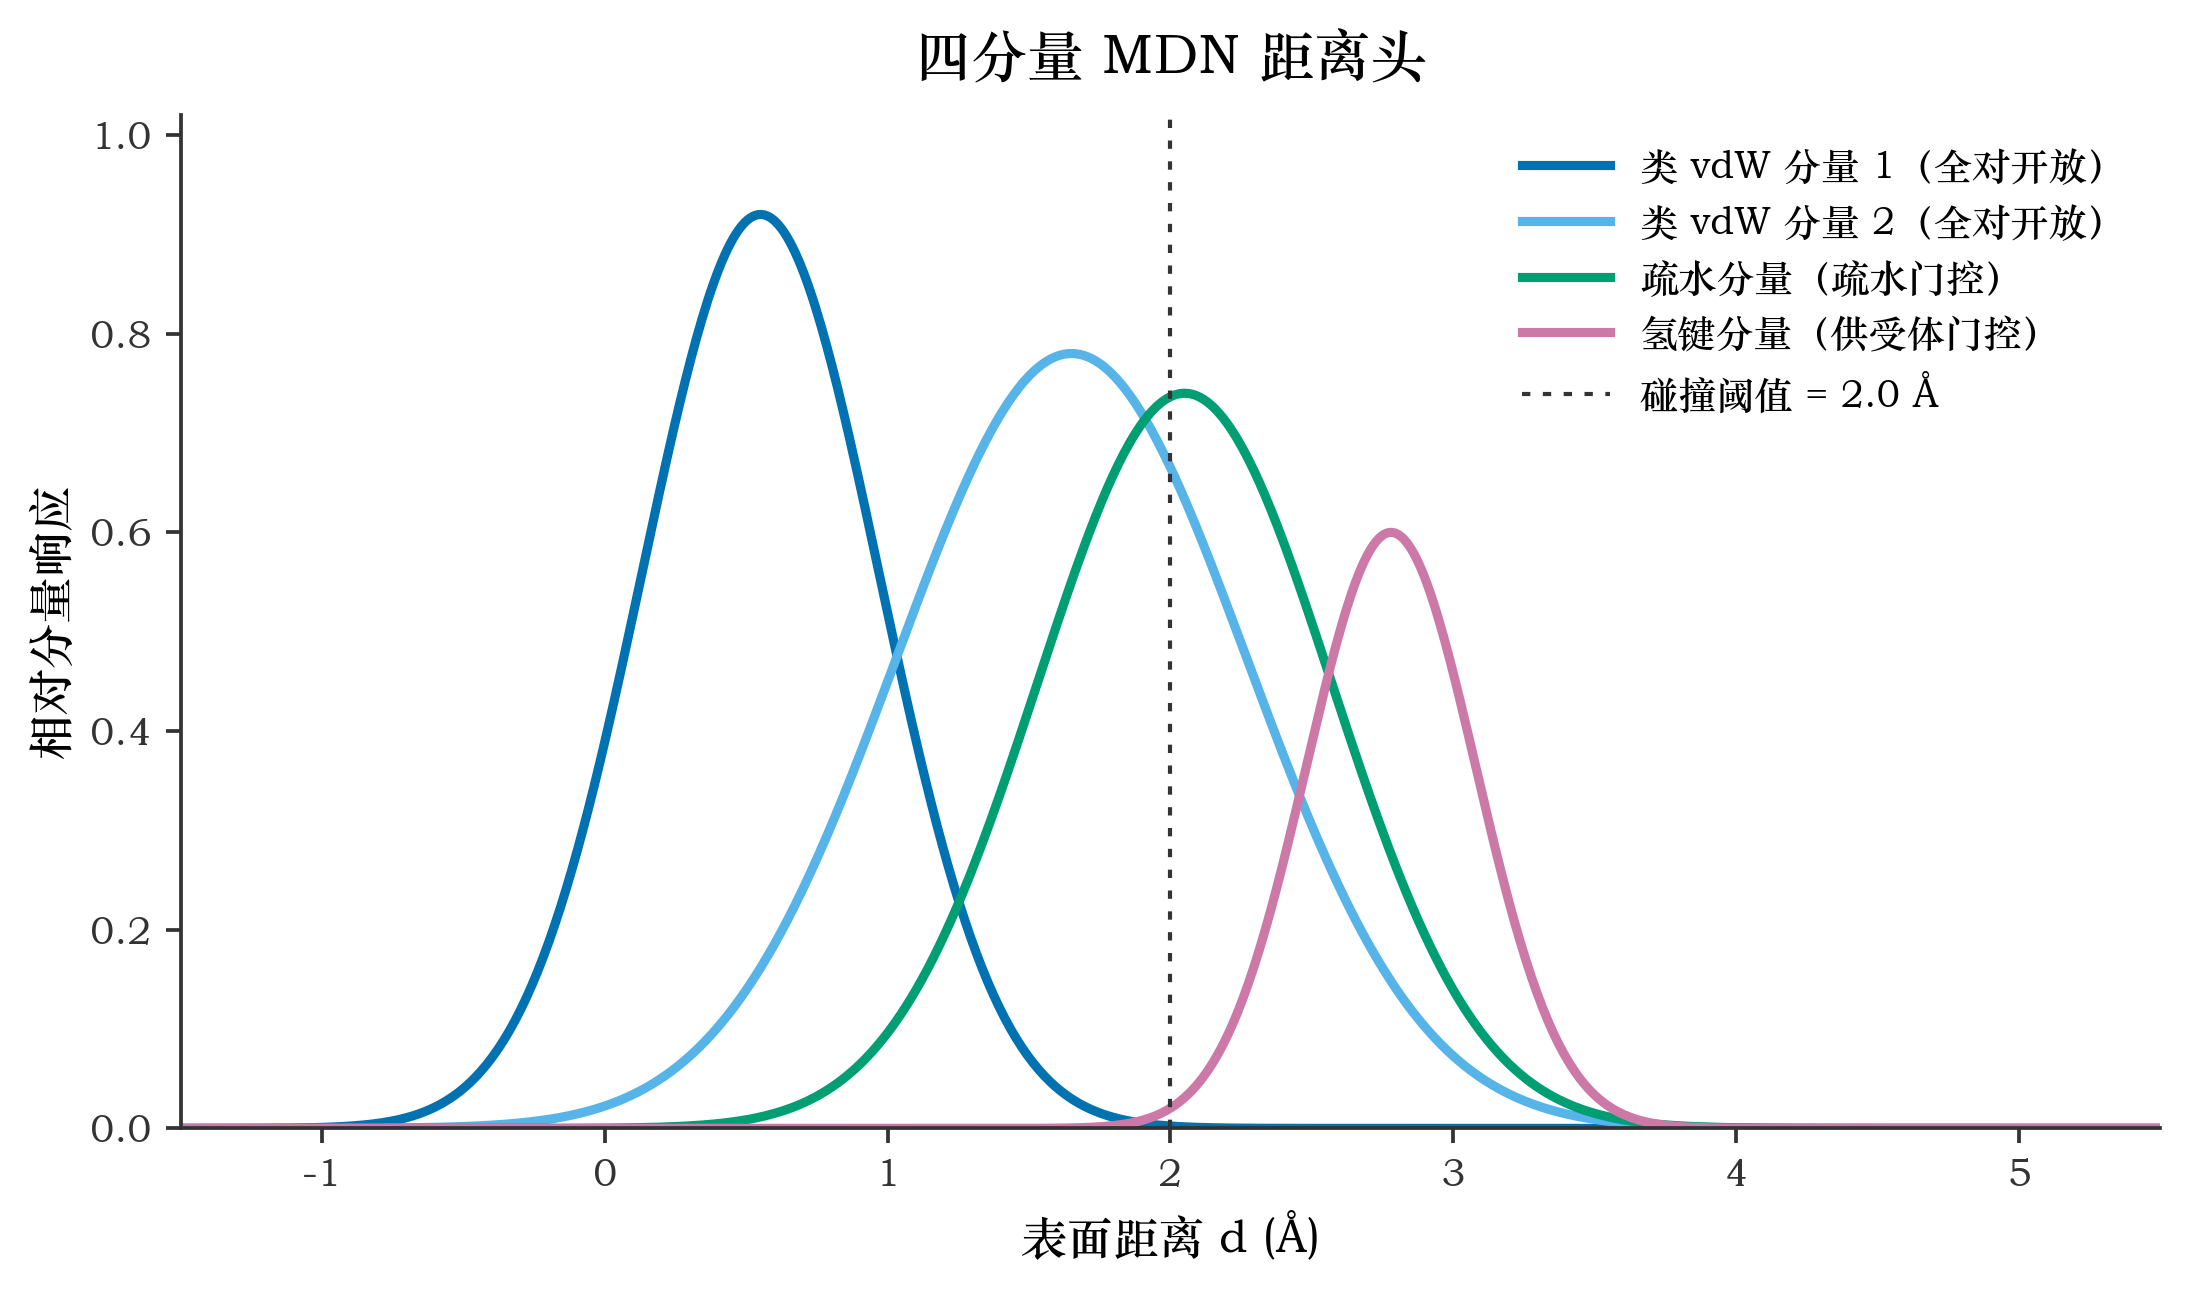 四分量 MDN 距离头
1.0
0.8
0.6
0.4
0.2
0.0
相对分量响应
类 vdW 分量 1（全对开放）
类 vdW 分量 2（全对开放）
疏水分量（疏水门控）
氢键分量（供受体门控）
碰撞阈值 = 2.0 Å
-1 0 1 2 3 4 5
表面距离 d (Å)